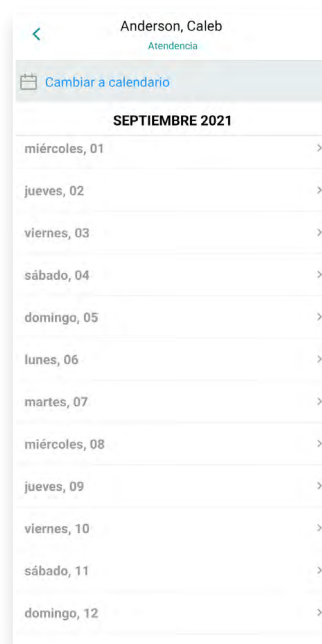 Anderson, Caleb
Atendencia
Cambiar a calendario
SEPTIEMBRE 2021
miércoles, 01
jueves, 02
viernes, 03
sábado, 04
domingo, 05
lunes, 06
martes, 07
miércoles, 08
jueves, 09
viernes, 10
sábado, 11
domingo, 12